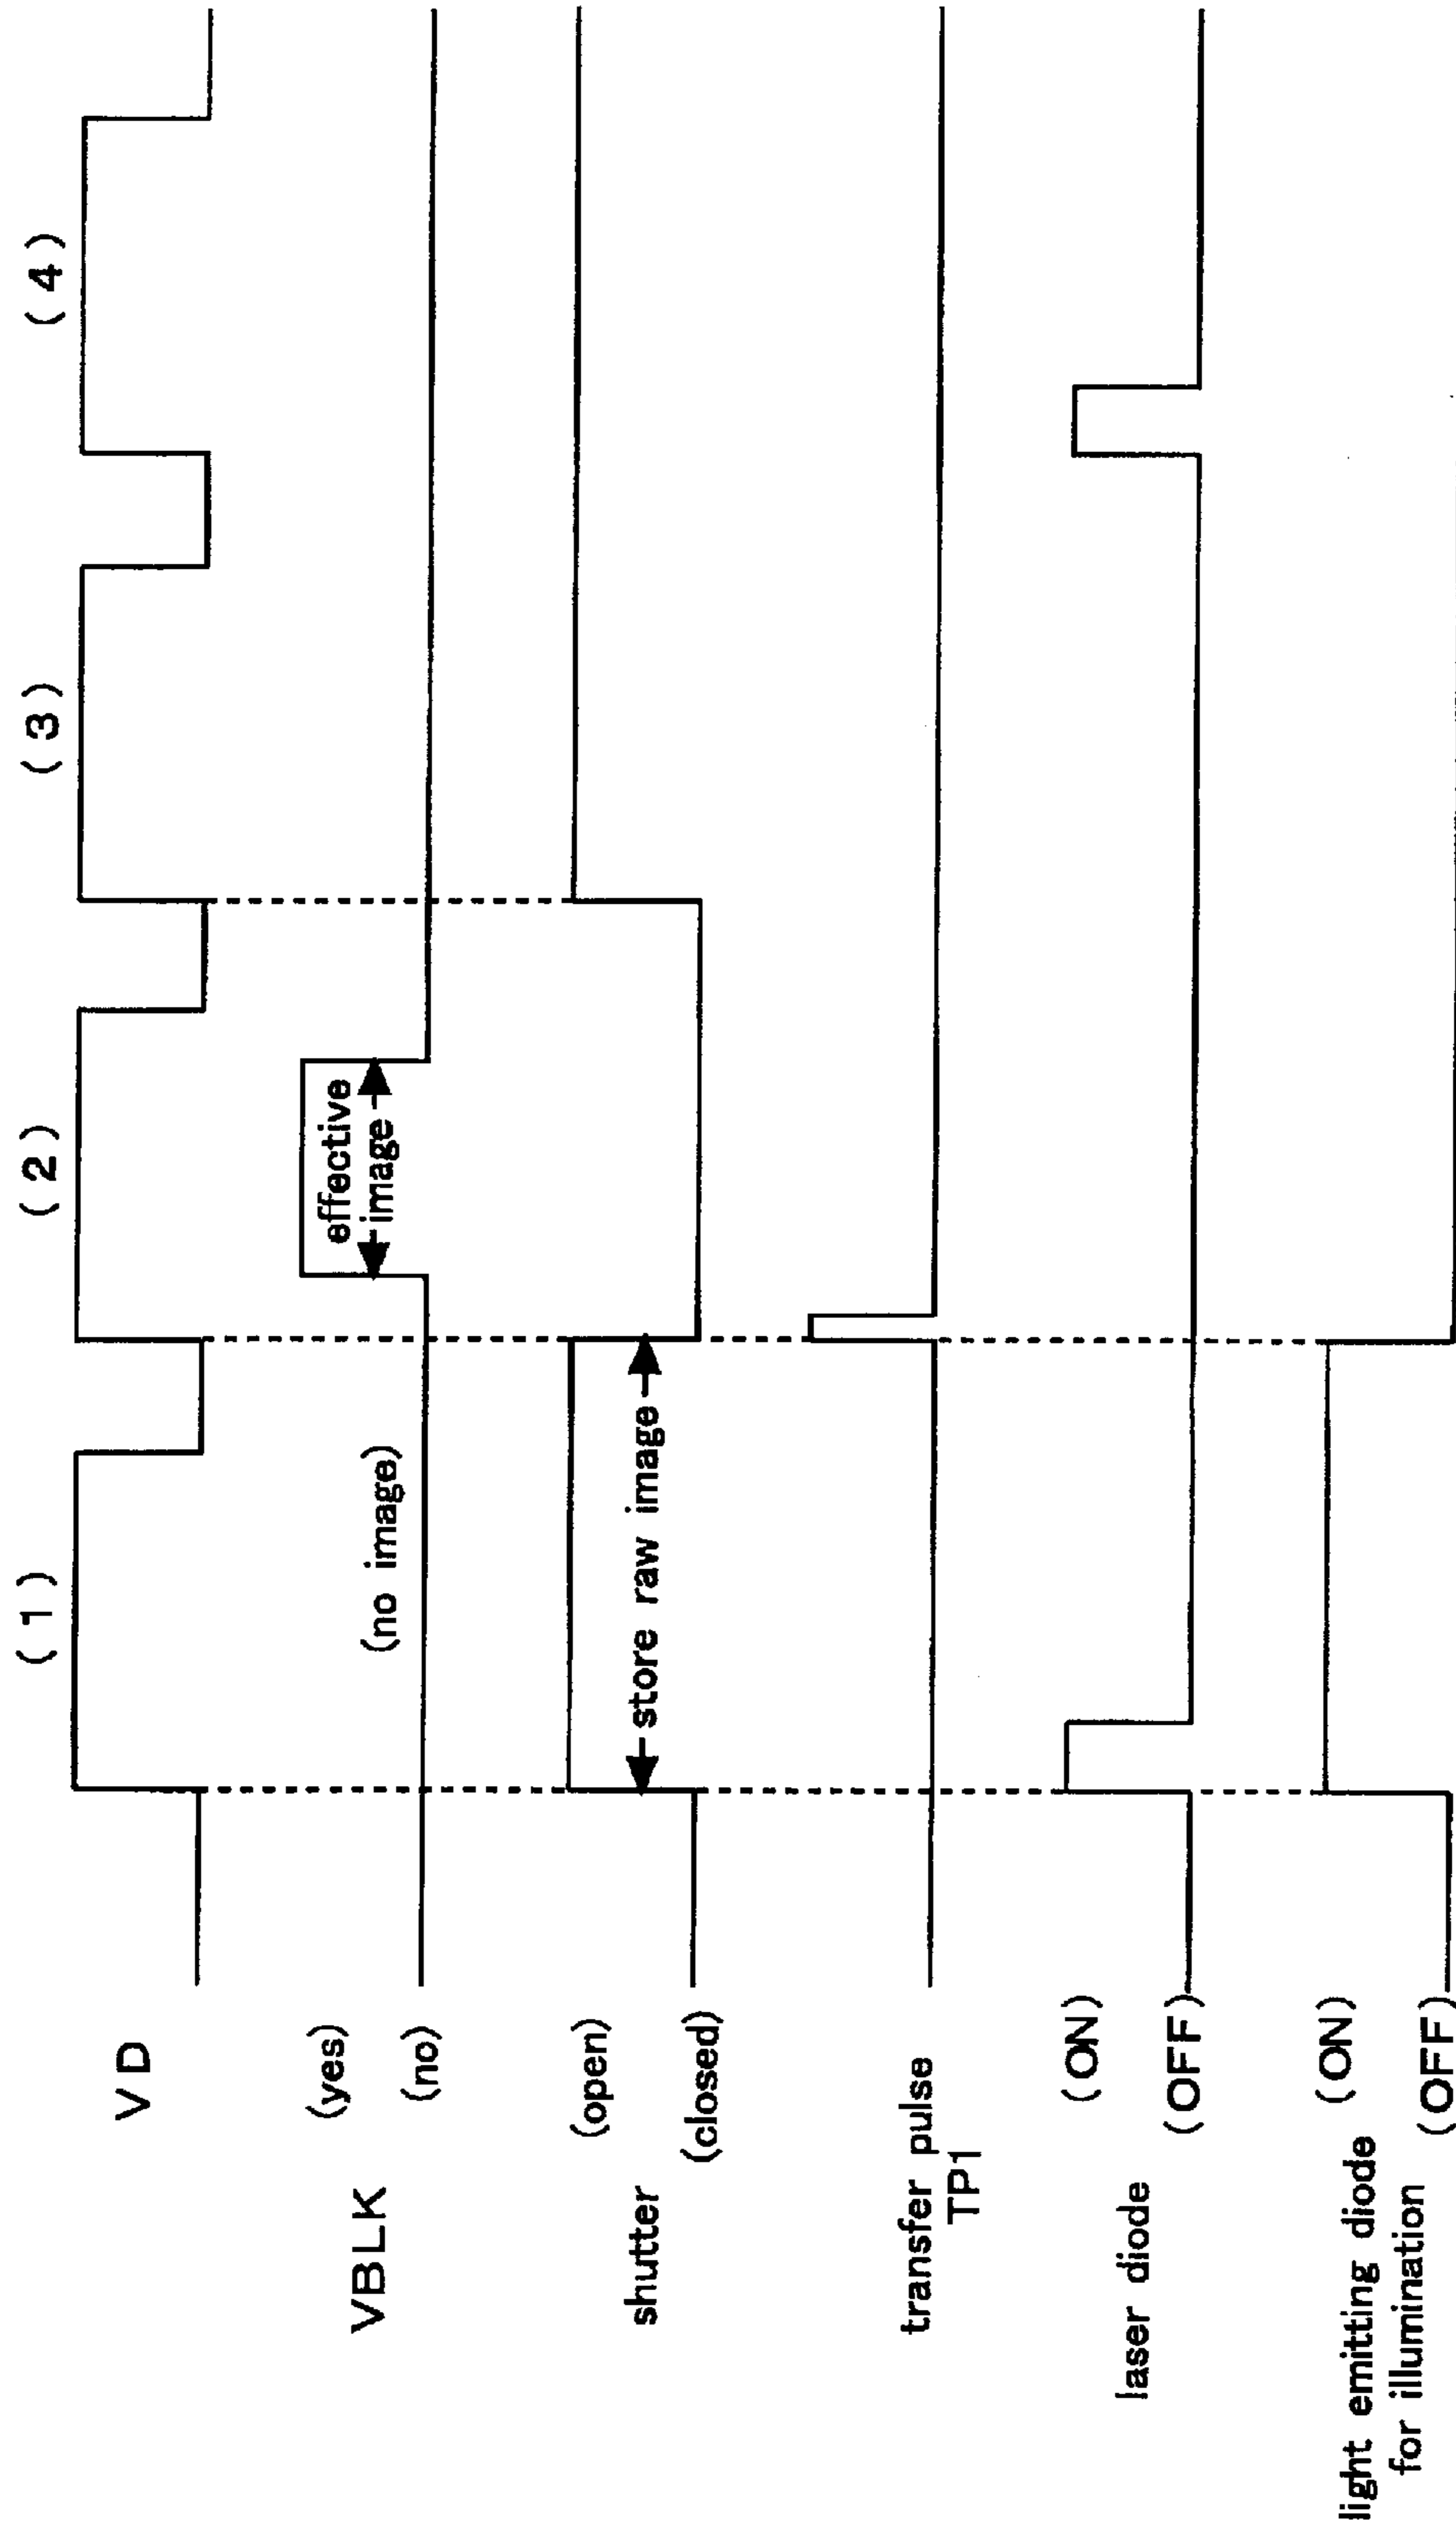 (1)
(2)
(3)
(4)
VD
VBLK
(yes)
(no)
(no image)
effective
image
shutter
(open)
(closed)
store raw image
transfer pulse
TP1
laser diode
(ON)
(OFF)
light emitting diode
for illumination
(ON)
(OFF)